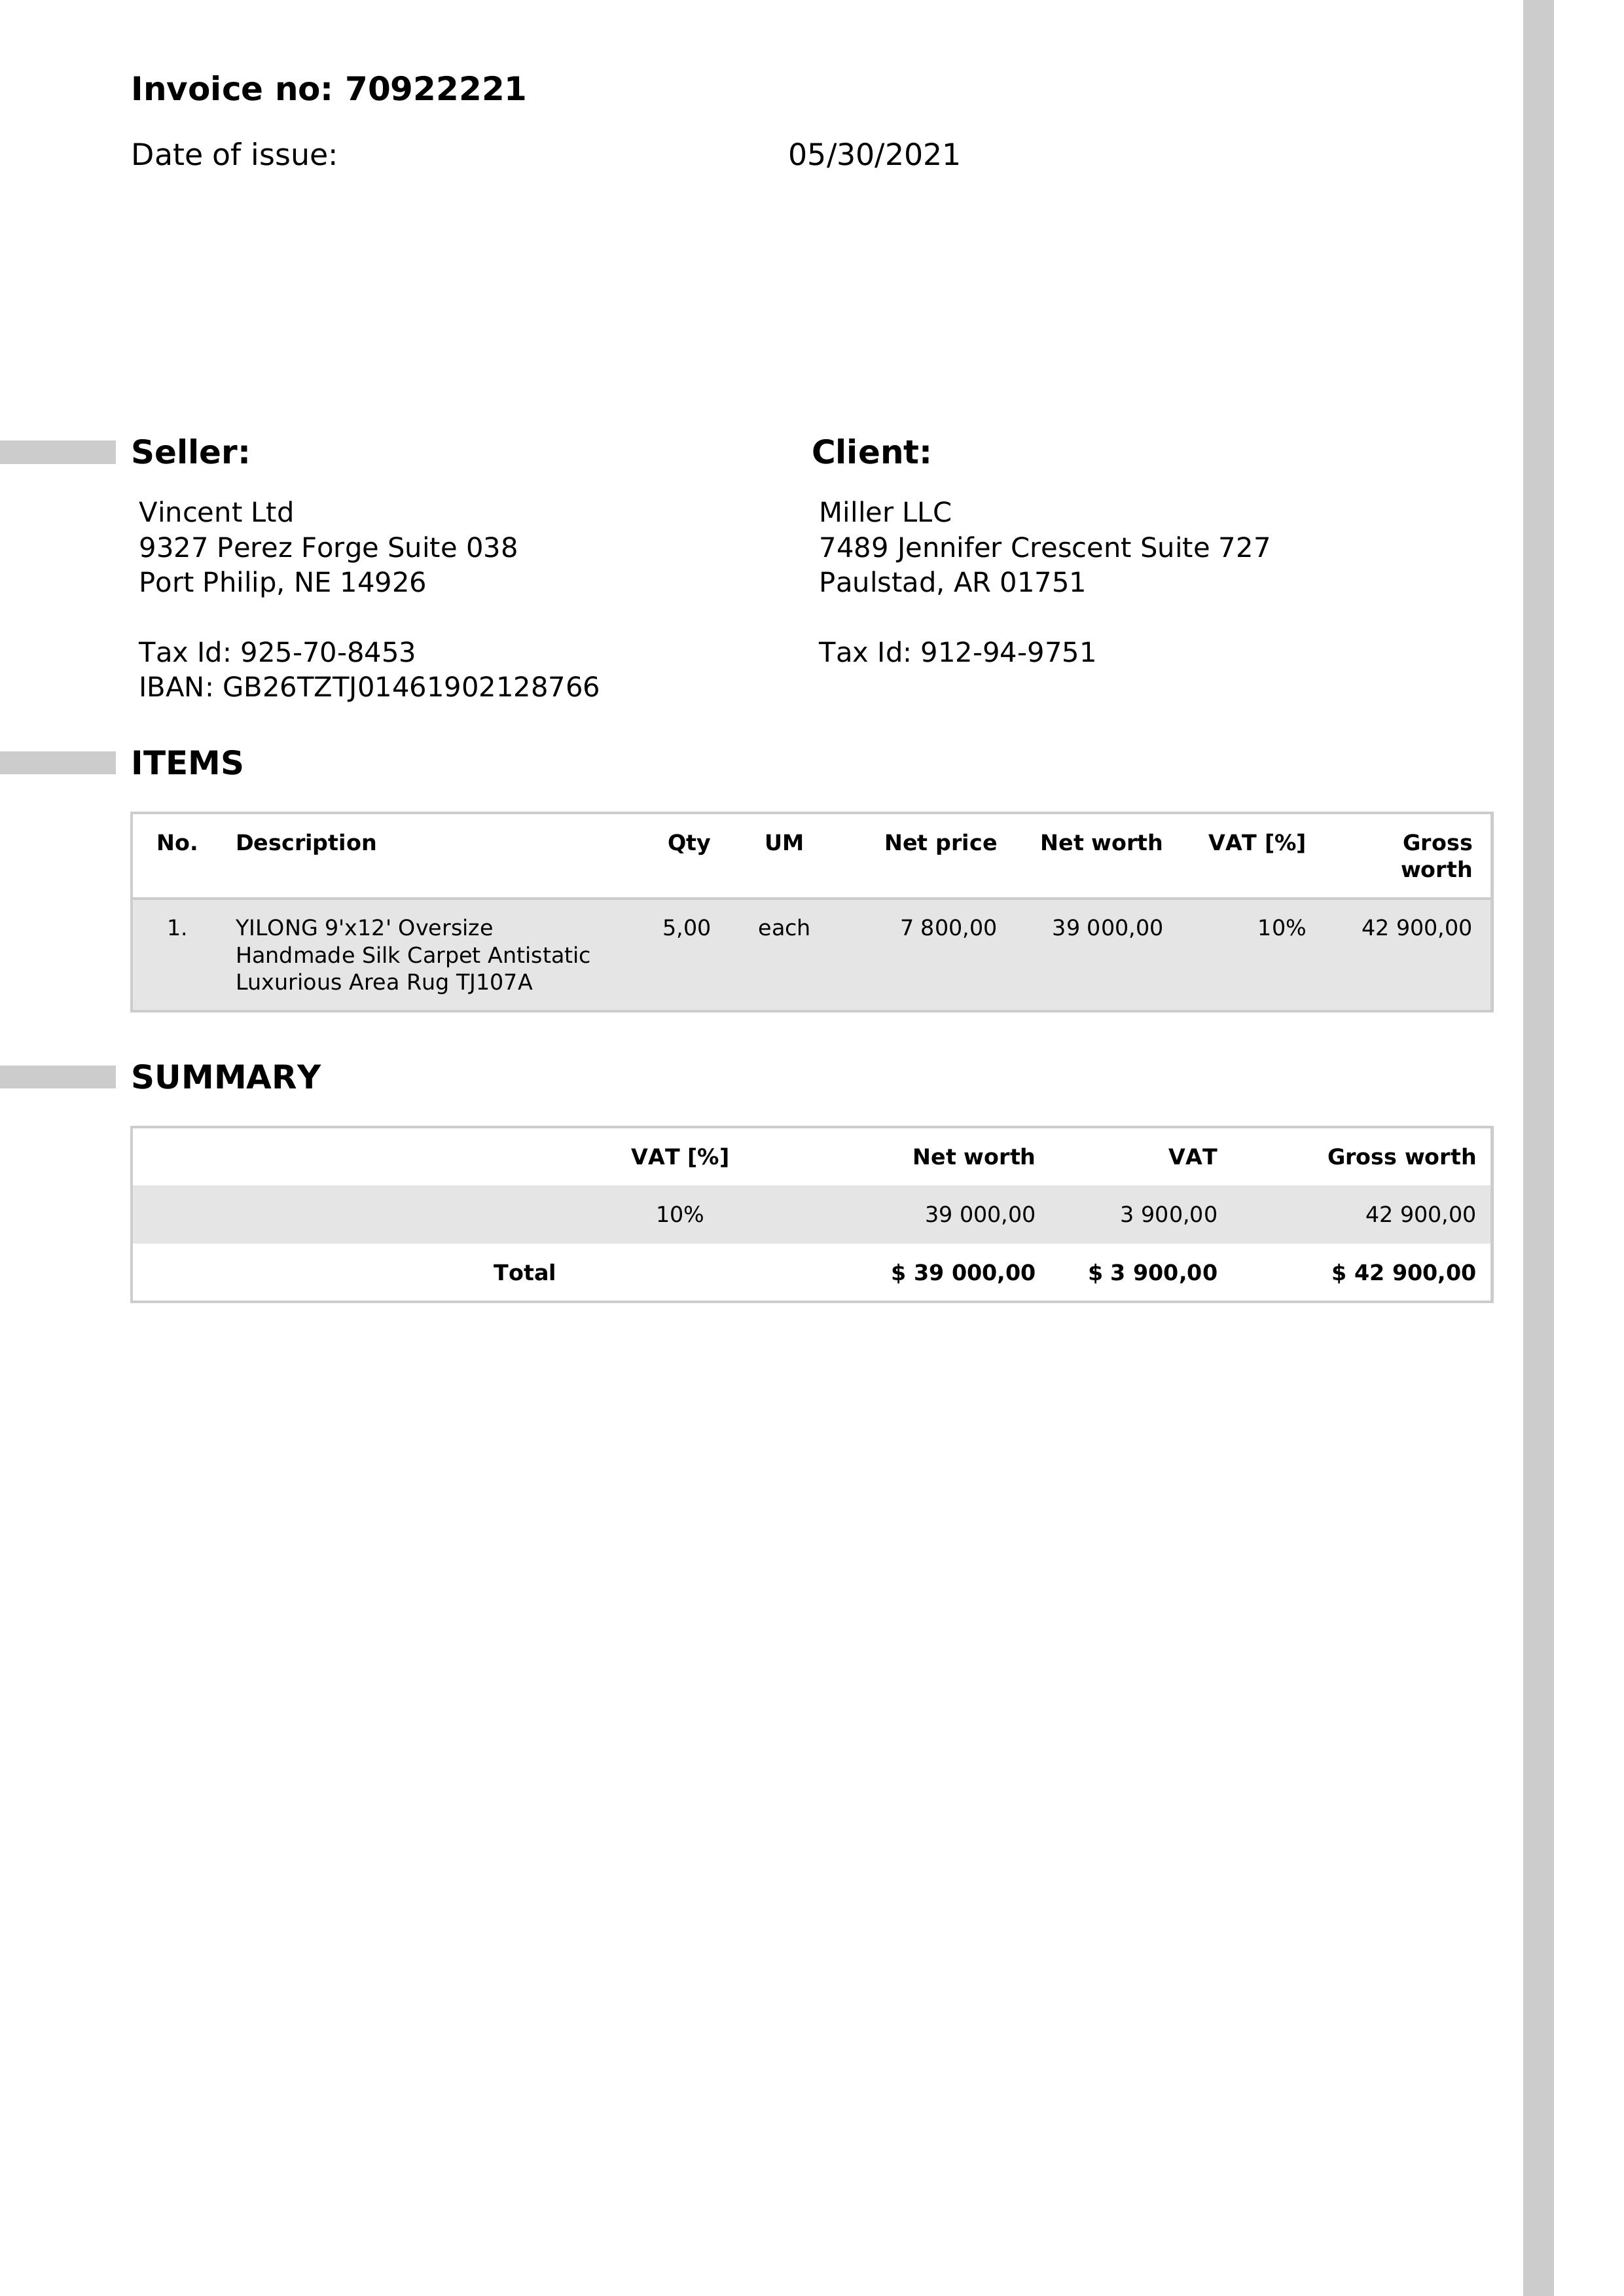 Invoice no: 70922221
Date of issue: 05/30/2021
Seller:
Vincent Ltd
9327 Perez Forge Suite 038
Port Philip, NE 14926
Tax Id: 925-70-8453
IBAN: GB26TZTJ01461902128766
Client:
Miller LLC
7489 Jennifer Crescent Suite 727
Paulstad, AR 01751
Tax Id: 912-94-9751
ITEMS
No. Description Qty UM Net price Net worth VAT [%] Gross
worth
1. YILONG 9'x12' Oversize 5,00 each 7 800,00 39 000,00 10% 42 900,00
Handmade Silk Carpet Antistatic
Luxurious Area Rug TJ107A
SUMMARY
VAT [%] Net worth VAT Gross worth
10% 39 000,00 3 900,00 42 900,00
Total $ 39 000,00 $ 3 900,00 $ 42 900,00